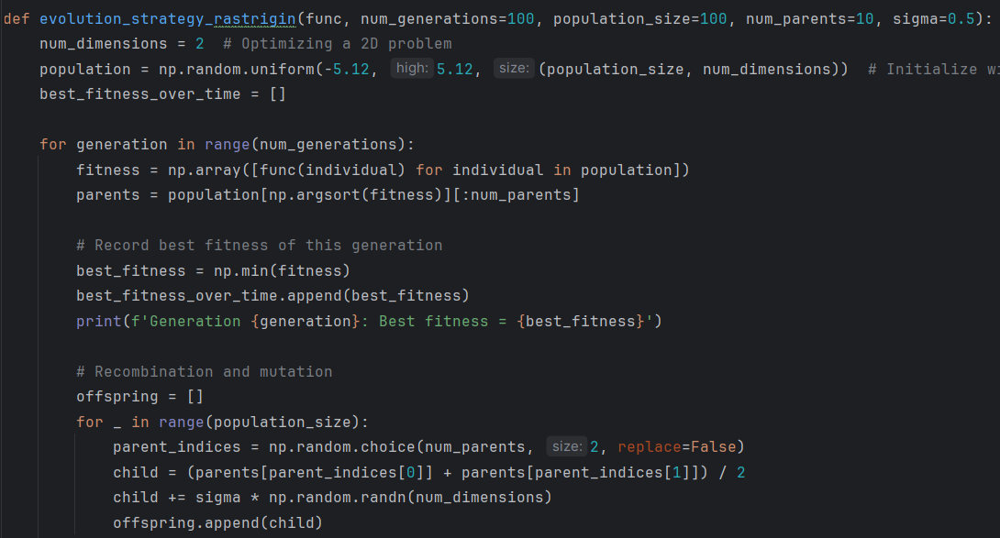 def evolution_strategy_rastrigin(func, num_generations=100, population_size=100, num_parents=10, sigma=0.5):
    num_dimensions = 2  # Optimizing a 2D problem
    population = np.random.uniform(-5.12, high: 5.12, size: (population_size, num_dimensions))  # Initialize
    best_fitness_over_time = []

    for generation in range(num_generations):
        fitness = np.array([func(individual) for individual in population])
        parents = population[np.argsort(fitness)][:num_parents]

        # Record best fitness of this generation
        best_fitness = np.min(fitness)
        best_fitness_over_time.append(best_fitness)
        print(f'Generation {generation}: Best fitness = {best_fitness}')

        # Recombination and mutation
        offspring = []
        for _ in range(population_size):
            parent_indices = np.random.choice(num_parents, size: 2, replace=False)
            child = (parents[parent_indices[0]] + parents[parent_indices[1]]) / 2
            child += sigma * np.random.randn(num_dimensions)
            offspring.append(child)